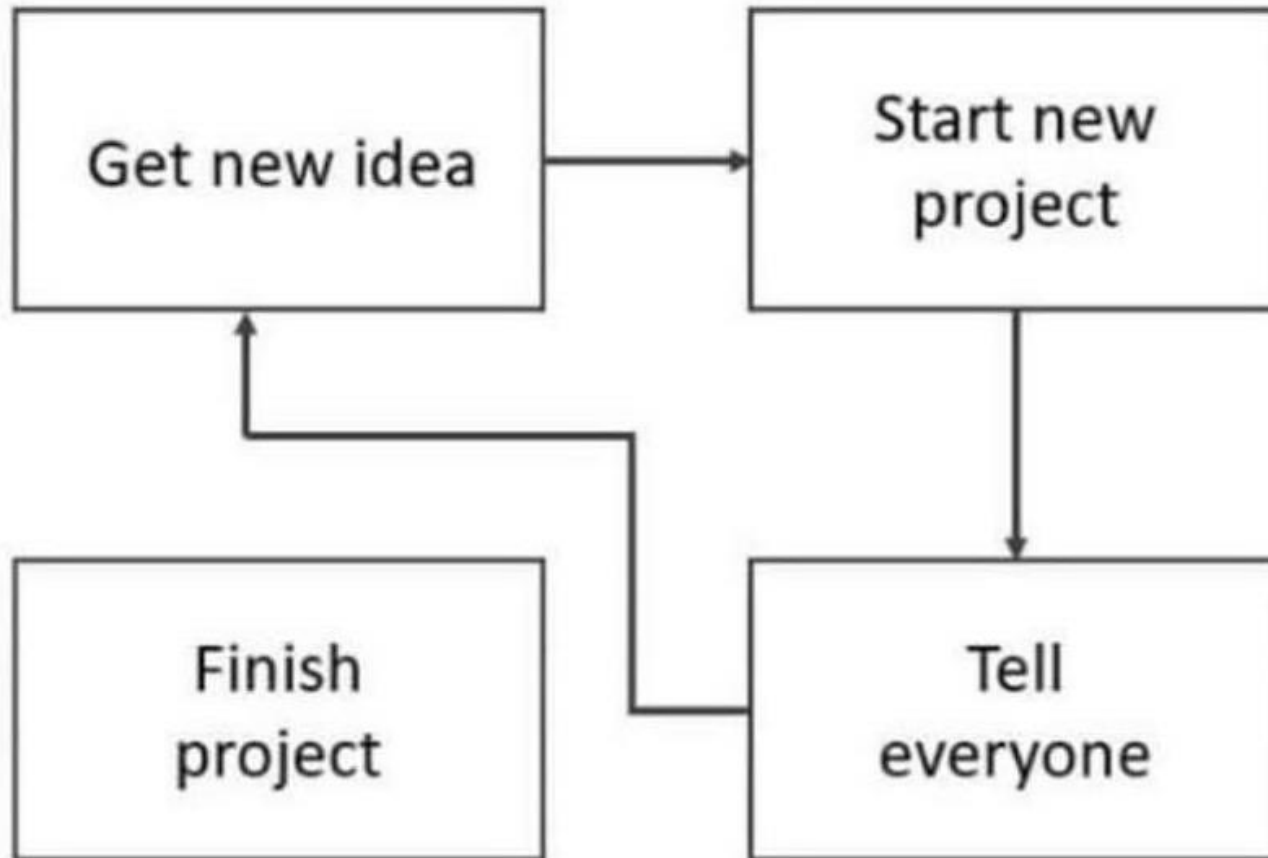 Get new idea
Start new
project
Finish
project
Tell
everyone